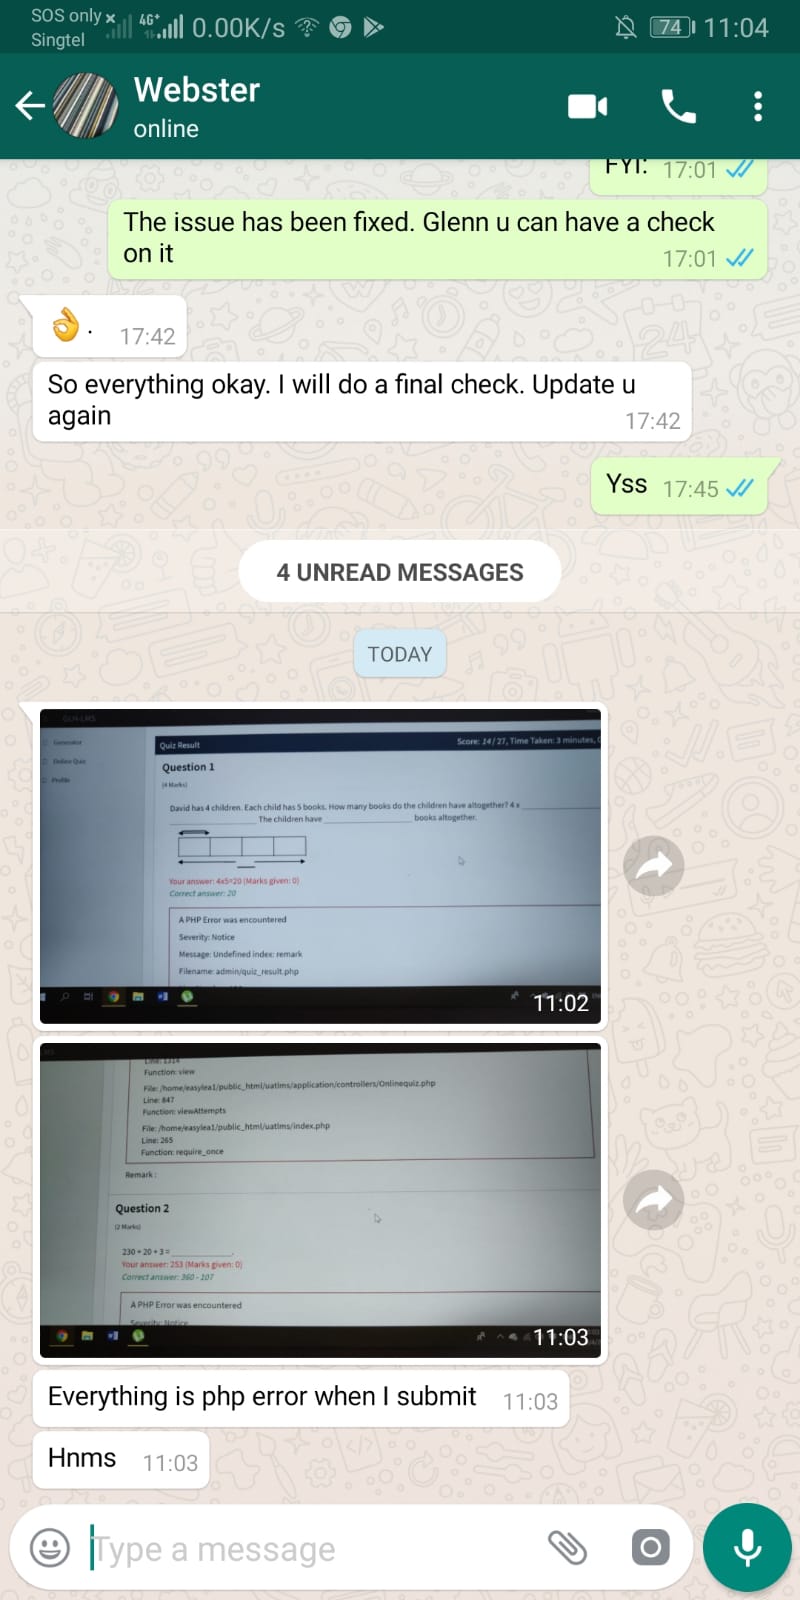 SOS only
Singtel
4G+
0.00K/s
74
11:04
Webster
online
FYI: 17:01
The issue has been fixed. Glenn u can have a check
on it
17:01
👌. 17:42
So everything okay. I will do a final check. Update u
again
17:42
Yss 17:45
4 UNREAD MESSAGES
TODAY
GLH-LMS
Generator
Online Quiz
Profile
Quiz Result
Score: 24 / 27, Time Taken: 3 minutes,
Question 1
(4 Marks)
David has 4 children. Each child has 5 books. How many books do the children have altogether? 4 x ____
____ The children have ____ books altogether.
Your answer: 4x5=20 (Marks given: 0)
Correct answer: 20
A PHP Error was encountered
Severity: Notice
Message: Undefined index: remark
Filename: admin/quiz_result.php
11:02
Line: 1314
Function: view
File: /home/easylea1/public_html/uatlms/application/controllers/Onlinequiz.php
Line: 847
Function: viewAttempts
File: /home/easylea1/public_html/uatlms/index.php
Line: 265
Function: require_once
Remark :
Question 2
(2 Marks)
230 + 20 + 3 = ____.
Your answer: 253 (Marks given: 0)
Correct answer: 360 - 107
A PHP Error was encountered
Severity: Notice
11:03
Everything is php error when I submit 11:03
Hnms 11:03
Type a message